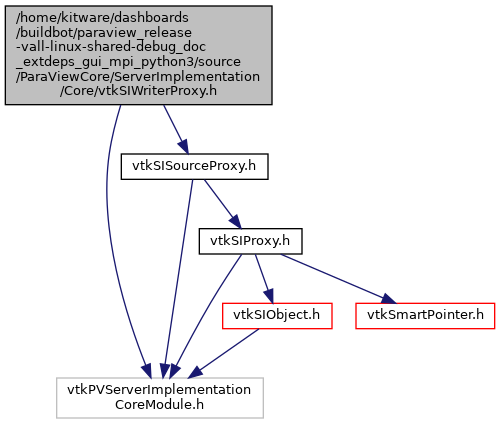 /home/kitware/dashboards
/buildbot/paraview_release
-vall-linux-shared-debug_doc
_extdeps_gui_mpi_python3/source
/ParaViewCore/ServerImplementation
/Core/vtkSIWriterProxy.h
vtkSISourceProxy.h
vtkSIProxy.h
vtkSIObject.h
vtkSmartPointer.h
vtkPVServerImplementation
CoreModule.h